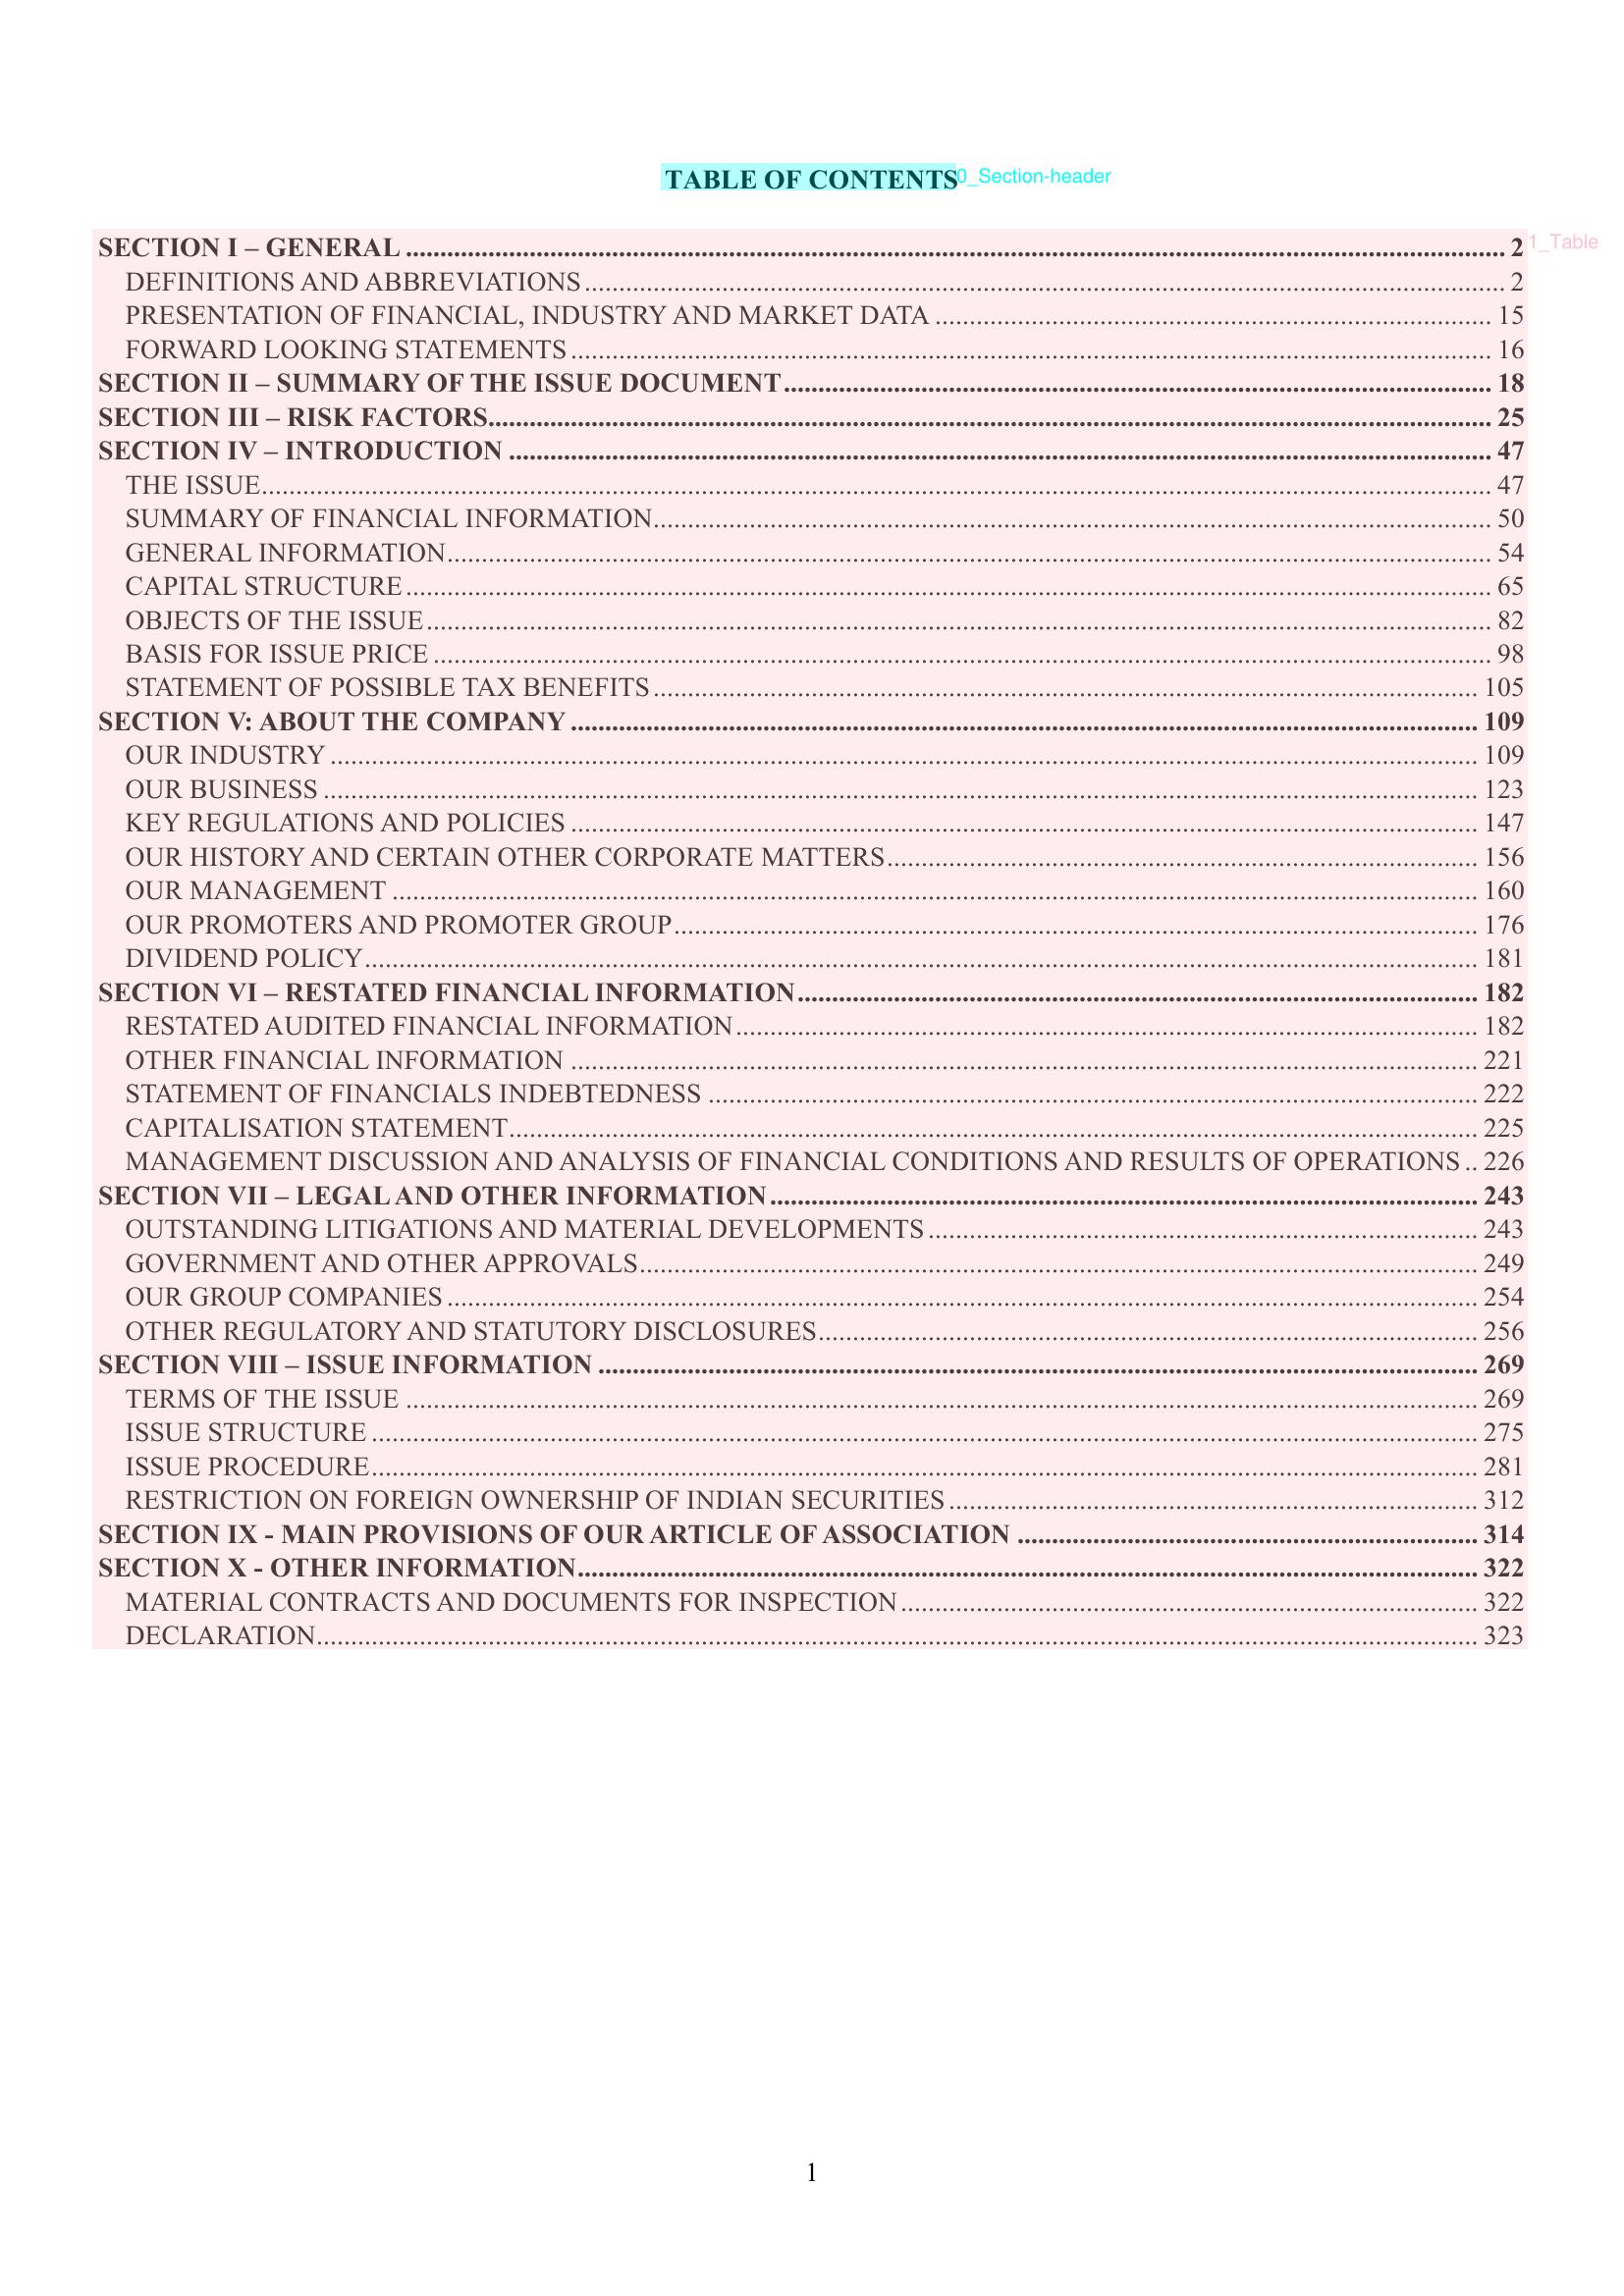 TABLE OF CONTENTS 0_Section-header
1_Table
SECTION I – GENERAL 2
DEFINITIONS AND ABBREVIATIONS 2
PRESENTATION OF FINANCIAL, INDUSTRY AND MARKET DATA 15
FORWARD LOOKING STATEMENTS 16
SECTION II – SUMMARY OF THE ISSUE DOCUMENT 18
SECTION III – RISK FACTORS 25
SECTION IV – INTRODUCTION 47
THE ISSUE 47
SUMMARY OF FINANCIAL INFORMATION 50
GENERAL INFORMATION 54
CAPITAL STRUCTURE 65
OBJECTS OF THE ISSUE 82
BASIS FOR ISSUE PRICE 98
STATEMENT OF POSSIBLE TAX BENEFITS 105
SECTION V: ABOUT THE COMPANY 109
OUR INDUSTRY 109
OUR BUSINESS 123
KEY REGULATIONS AND POLICIES 147
OUR HISTORY AND CERTAIN OTHER CORPORATE MATTERS 156
OUR MANAGEMENT 160
OUR PROMOTERS AND PROMOTER GROUP 176
DIVIDEND POLICY 181
SECTION VI – RESTATED FINANCIAL INFORMATION 182
RESTATED AUDITED FINANCIAL INFORMATION 182
OTHER FINANCIAL INFORMATION 221
STATEMENT OF FINANCIALS INDEBTEDNESS 222
CAPITALISATION STATEMENT 225
MANAGEMENT DISCUSSION AND ANALYSIS OF FINANCIAL CONDITIONS AND RESULTS OF OPERATIONS 226
SECTION VII – LEGAL AND OTHER INFORMATION 243
OUTSTANDING LITIGATIONS AND MATERIAL DEVELOPMENTS 243
GOVERNMENT AND OTHER APPROVALS 249
OUR GROUP COMPANIES 254
OTHER REGULATORY AND STATUTORY DISCLOSURES 256
SECTION VIII – ISSUE INFORMATION 269
TERMS OF THE ISSUE 269
ISSUE STRUCTURE 275
ISSUE PROCEDURE 281
RESTRICTION ON FOREIGN OWNERSHIP OF INDIAN SECURITIES 312
SECTION IX - MAIN PROVISIONS OF OUR ARTICLE OF ASSOCIATION 314
SECTION X - OTHER INFORMATION 322
MATERIAL CONTRACTS AND DOCUMENTS FOR INSPECTION 322
DECLARATION 323
1